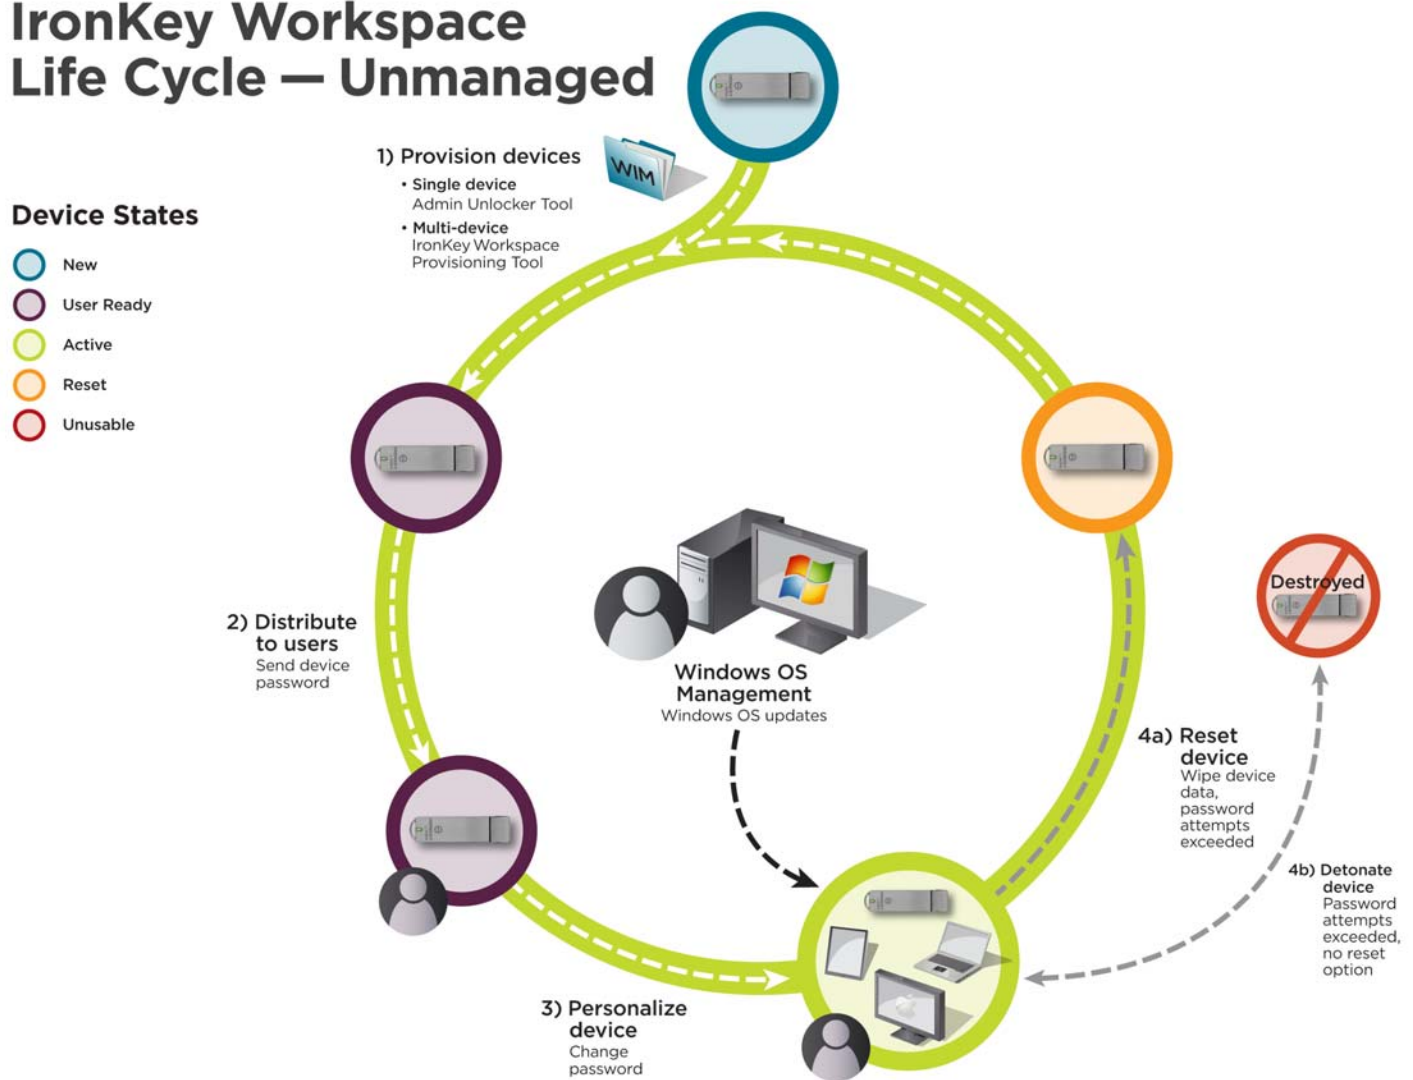 IronKey Workspace
Life Cycle — Unmanaged
1) Provision devices
• Single device
Admin Unlocker Tool
• Multi-device
IronKey Workspace
Provisioning Tool
WIM
Device States
New
User Ready
Active
Reset
Unusable
2) Distribute
to users
Send device
password
Windows OS
Management
Windows OS updates
Destroyed
4a) Reset
device
Wipe device
data,
password
attempts
exceeded
4b) Detonate
device
Password
attempts
exceeded,
no reset
option
3) Personalize
device
Change
password